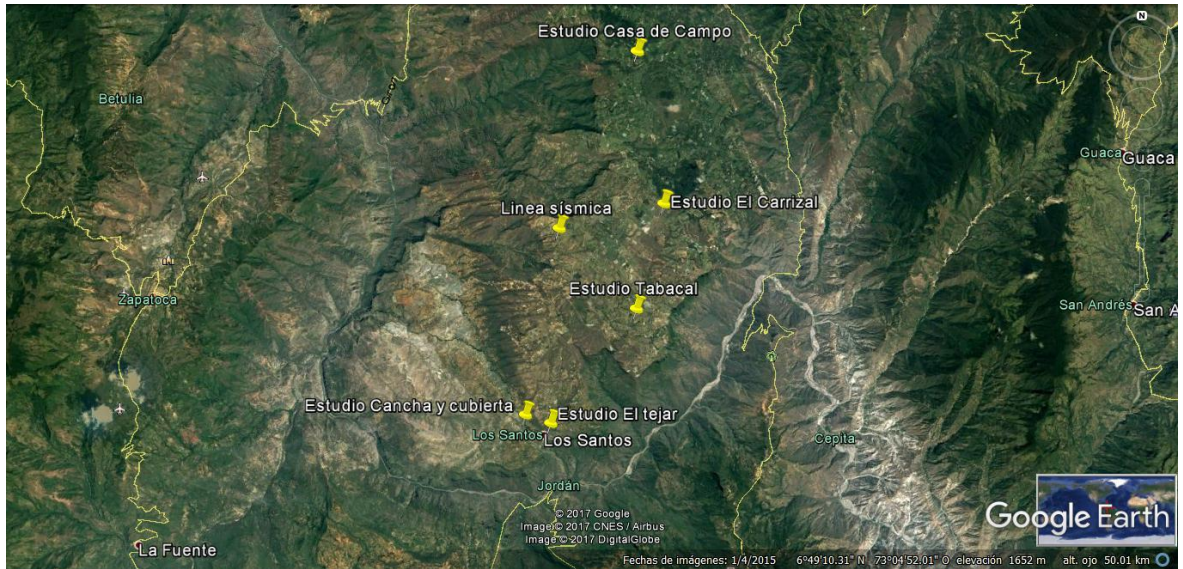 N
Estudio Casa de Campo
Betulia
Guaca
Guaca
Linea sísmica
Estudio El Carrizal
Estudio Tabacal
Zapatoca
San Andrés
San A
Estudio Cancha y cubierta
Estudio El tejar
Los Santos
Los Santos
Cepita
Jordán
© 2017 Google
Image © 2017 CNES / Airbus
Image © 2017 DigitalGlobe
Google Earth
La Fuente
Fechas de imágenes: 1/4/2015 6°49'10.31" N 73°04'52.01" O elevación 1652 m alt. ojo 50.01 km